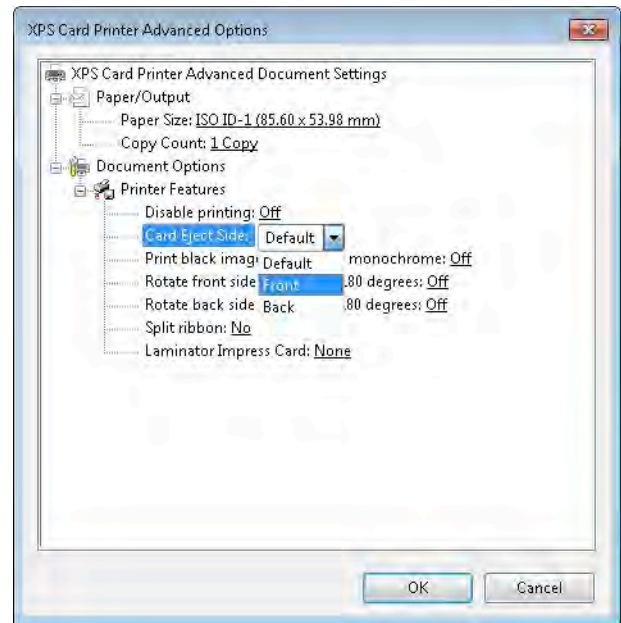 XPS Card Printer Advanced Options
XPS Card Printer Advanced Document Settings
Paper/Output
Paper Size: ISO ID-1 (85.60 x 53.98 mm)
Copy Count: 1 Copy
Document Options
Printer Features
Disable printing: Off
Card Eject Side: Default
Print black imag Default monochrome: Off
Rotate front side Front .80 degrees: Off
Rotate back side Back .80 degrees: Off
Split ribbon: No
Laminator Impress Card: None
OK Cancel